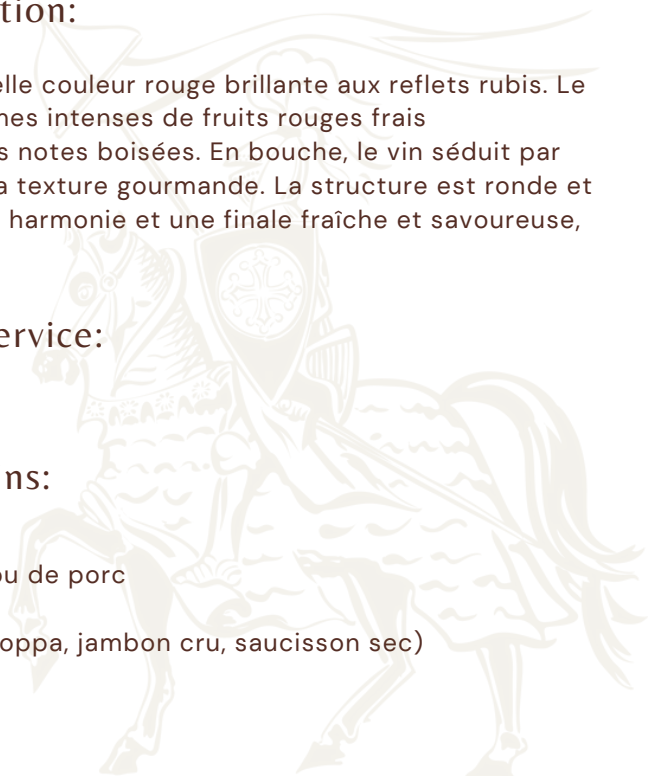 tion:
elle couleur rouge brillante aux reflets rubis. Le
mes intenses de fruits rouges frais
s notes boisées. En bouche, le vin séduit par
a texture gourmande. La structure est ronde et
harmonie et une finale fraîche et savoureuse,
ervice:
ns:
ou de porc
oppa, jambon cru, saucisson sec)